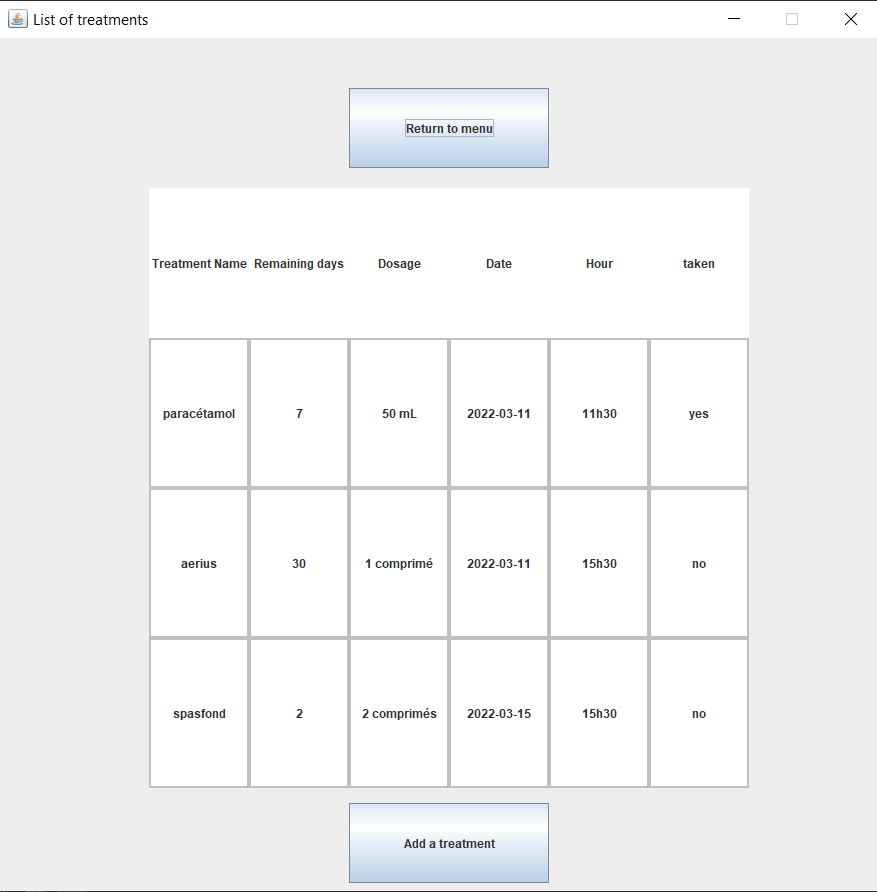 List of treatments
Return to menu
Treatment Name Remaining days Dosage Date Hour taken
paracétamol 7 50 mL 2022-03-11 11h30 yes
aerius 30 1 comprimé 2022-03-11 15h30 no
spasfond 2 2 comprimés 2022-03-15 15h30 no
Add a treatment